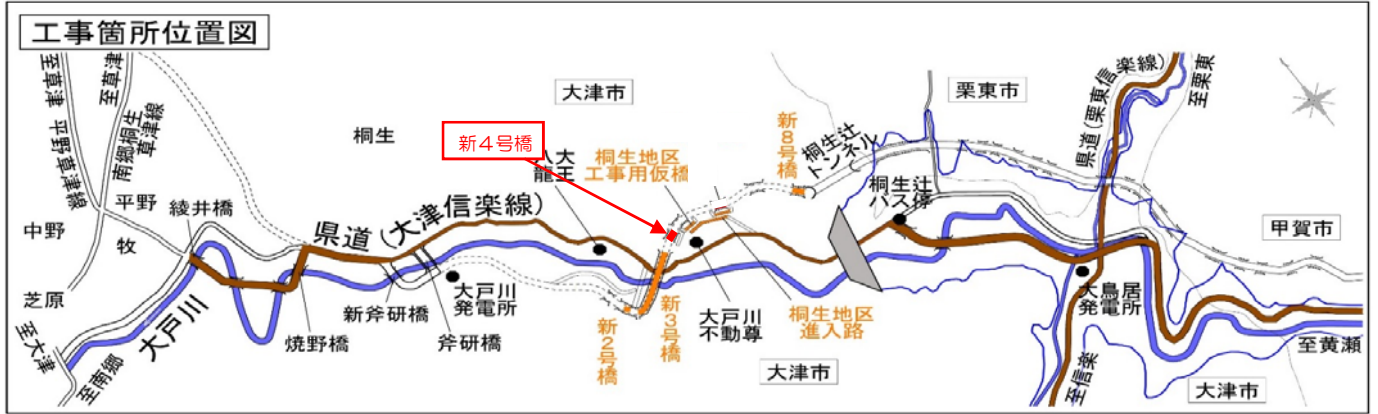 工事箇所位置図
至草津 平野草津線
至草津
南郷桐生草津線
桐生
大津市
新4号橋
八大
龍王
桐生地区
工事用仮橋
新8号橋
桐生辻
トンネル
栗東市
県道(栗東信楽線)
至栗東
桐生辻
バス停
甲賀市
中野
平野
牧
綾井橋
県道(大津信楽線)
芝原
至大津
大戸川
至南郷
焼野橋
新斧研橋
斧研橋
大戸川
発電所
新2号橋
新3号橋
大戸川
不動尊
桐生地区
進入路
大津市
大鳥居
発電所
至信楽
至黄瀬
大津市